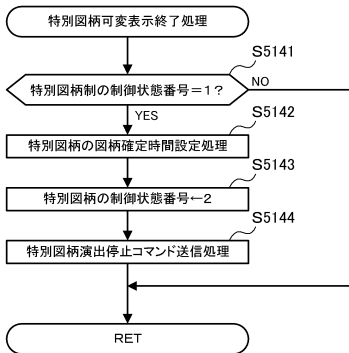 特別図柄可変表示終了処理
S5141
特別図柄制の制御状態番号＝1？
NO
YES
S5142
特別図柄の図柄確定時間設定処理
S5143
特別図柄の制御状態番号←2
S5144
特別図柄演出停止コマンド送信処理
RET